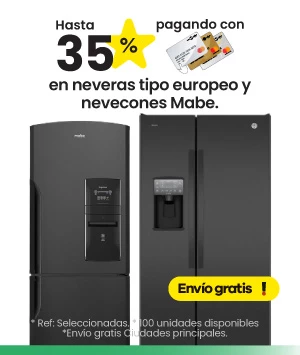 Hasta
35%
pagando con
en neveras tipo europeo y
nevecones Mabe.
mabe
Envío gratis !
* Ref: Seleccionadas. * 100 unidades disponibles
*Envío gratis Ciudades principales.